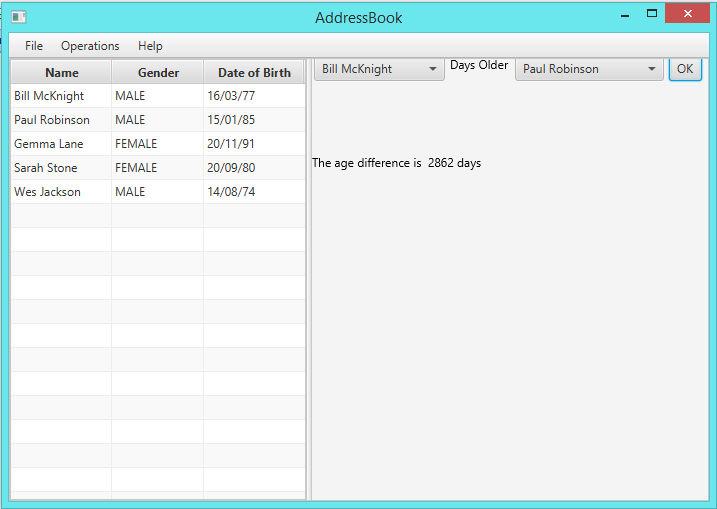 AddressBook
File Operations Help
Name Gender Date of Birth
Bill McKnight MALE 16/03/77
Paul Robinson MALE 15/01/85
Gemma Lane FEMALE 20/11/91
Sarah Stone FEMALE 20/09/80
Wes Jackson MALE 14/08/74
Bill McKnight Days Older Paul Robinson OK
The age difference is 2862 days